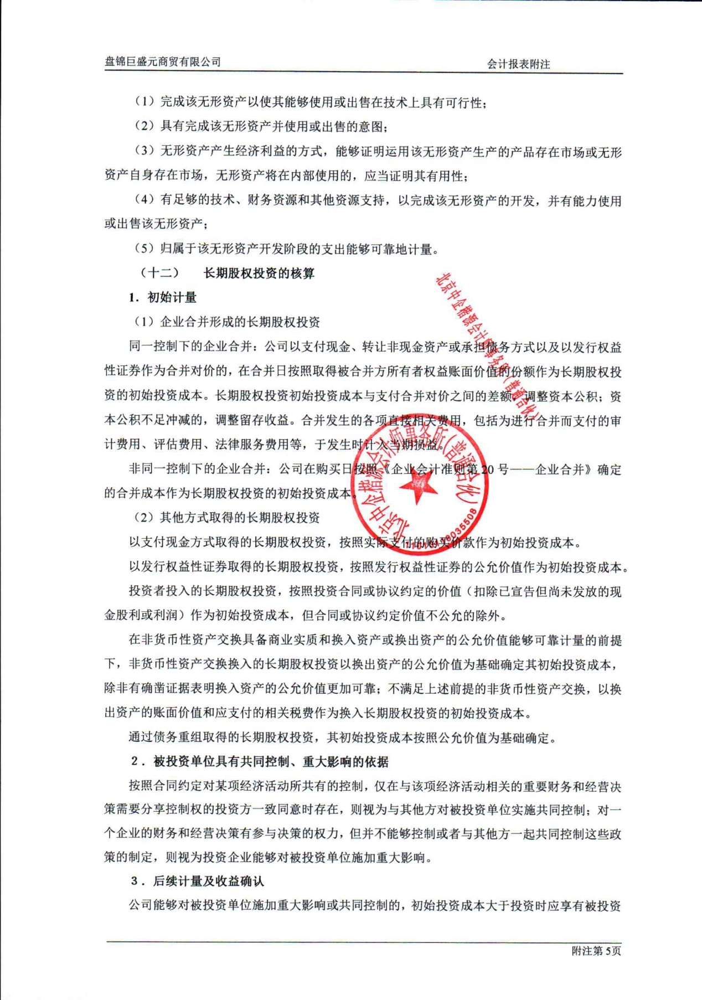 盘锦巨盛元商贸有限公司
会计报表附注
（1）完成该无形资产以使其能够使用或出售在技术上具有可行性；
（2）具有完成该无形资产并使用或出售的意图；
（3）无形资产产生经济利益的方式，能够证明运用该无形资产生产的产品存在市场或无形
资产自身存在市场，无形资产将在内部使用的，应当证明其有用性；
（4）有足够的技术、财务资源和其他资源支持，以完成该无形资产的开发，并有能力使用
或出售该无形资产；
（5）归属于该无形资产开发阶段的支出能够可靠地计量。
（十二） 长期股权投资的核算
1．初始计量
（1）企业合并形成的长期股权投资
同一控制下的企业合并：公司以支付现金、转让非现金资产或承担债务方式以及以发行权益
性证券作为合并对价的，在合并日按照取得被合并方所有者权益账面价值的份额作为长期股权投
资的初始投资成本。长期股权投资初始投资成本与支付合并对价之间的差额，调整资本公积；资
本公积不足冲减的，调整留存收益。合并发生的各项直接相关费用，包括为进行合并而支付的审
计费用、评估费用、法律服务费用等，于发生时计入当期损益。
非同一控制下的企业合并：公司在购买日按照《企业会计准则第 20 号——企业合并》确定
的合并成本作为长期股权投资的初始投资成本。
（2）其他方式取得的长期股权投资
以支付现金方式取得的长期股权投资，按照实际支付的购买价款作为初始投资成本。
以发行权益性证券取得的长期股权投资，按照发行权益性证券的公允价值作为初始投资成本。
投资者投入的长期股权投资，按照投资合同或协议约定的价值（扣除已宣告但尚未发放的现
金股利或利润）作为初始投资成本，但合同或协议约定价值不公允的除外。
在非货币性资产交换具备商业实质和换入资产或换出资产的公允价值能够可靠计量的前提
下，非货币性资产交换换入的长期股权投资以换出资产的公允价值为基础确定其初始投资成本，
除非有确凿证据表明换入资产的公允价值更加可靠；不满足上述前提的非货币性资产交换，以换
出资产的账面价值和应支付的相关税费作为换入长期股权投资的初始投资成本。
通过债务重组取得的长期股权投资，其初始投资成本按照公允价值为基础确定。
２．被投资单位具有共同控制、重大影响的依据
按照合同约定对某项经济活动所共有的控制，仅在与该项经济活动相关的重要财务和经营决
策需要分享控制权的投资方一致同意时存在，则视为与其他方对被投资单位实施共同控制；对一
个企业的财务和经营决策有参与决策的权力，但并不能够控制或者与其他方一起共同控制这些政
策的制定，则视为投资企业能够对被投资单位施加重大影响。
３．后续计量及收益确认
公司能够对被投资单位施加重大影响或共同控制的，初始投资成本大于投资时应享有被投资
附注第 5页
北京中企楷源会计师事务所（普通合伙）
北京中企楷源会计师事务所（普通合伙）